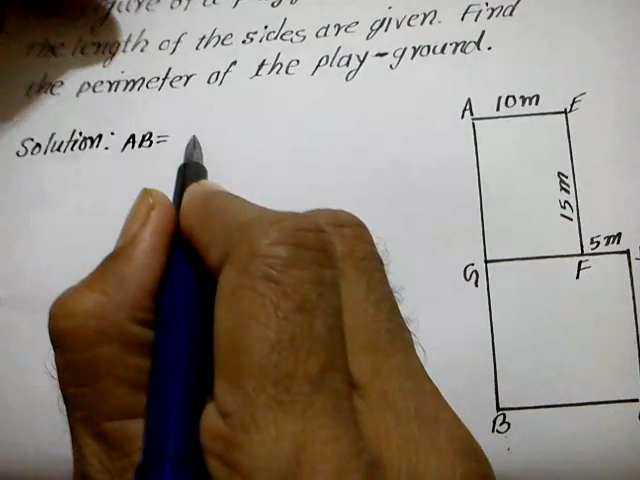 of a
the length of the sides are given. Find
the perimeter of the play-ground.
Solution: AB=
A 10m E
15m
5m
G F
B